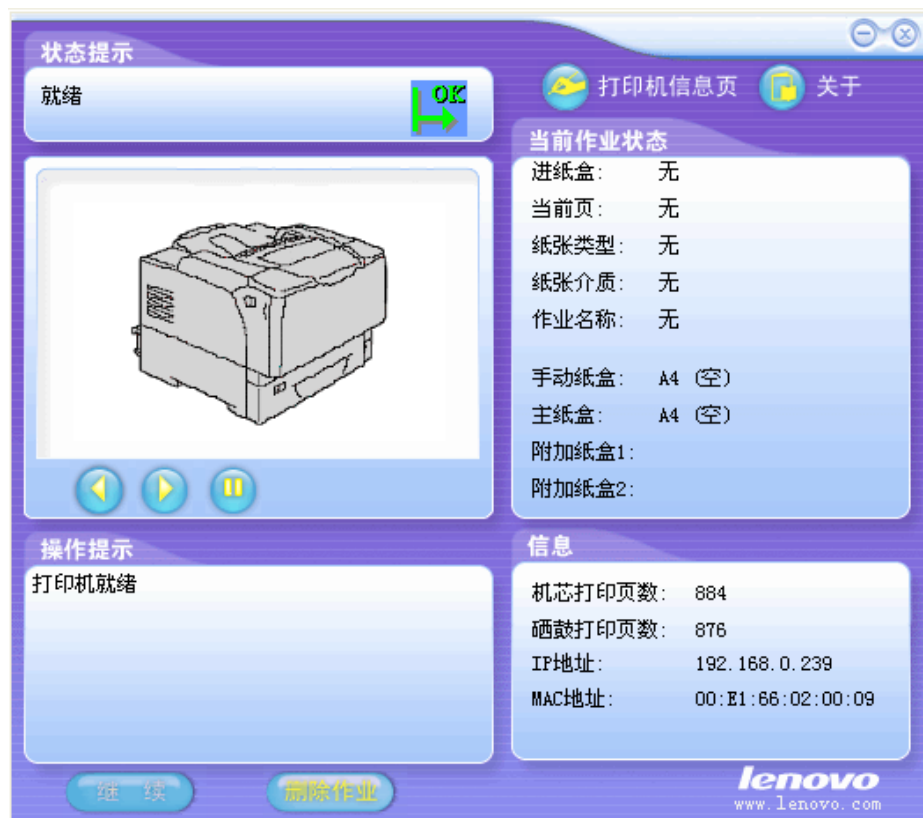 状态提示
就绪
OK
打印机信息页
关于
当前作业状态
进纸盒: 无
当前页: 无
纸张类型: 无
纸张介质: 无
作业名称: 无
手动纸盒: A4 (空)
主纸盒: A4 (空)
附加纸盒1:
附加纸盒2:
操作提示
打印机就绪
信息
机芯打印页数: 884
硒鼓打印页数: 876
IP地址: 192.168.0.239
MAC地址: 00:E1:66:02:00:09
继 续
删除作业
lenovo
www.lenovo.com